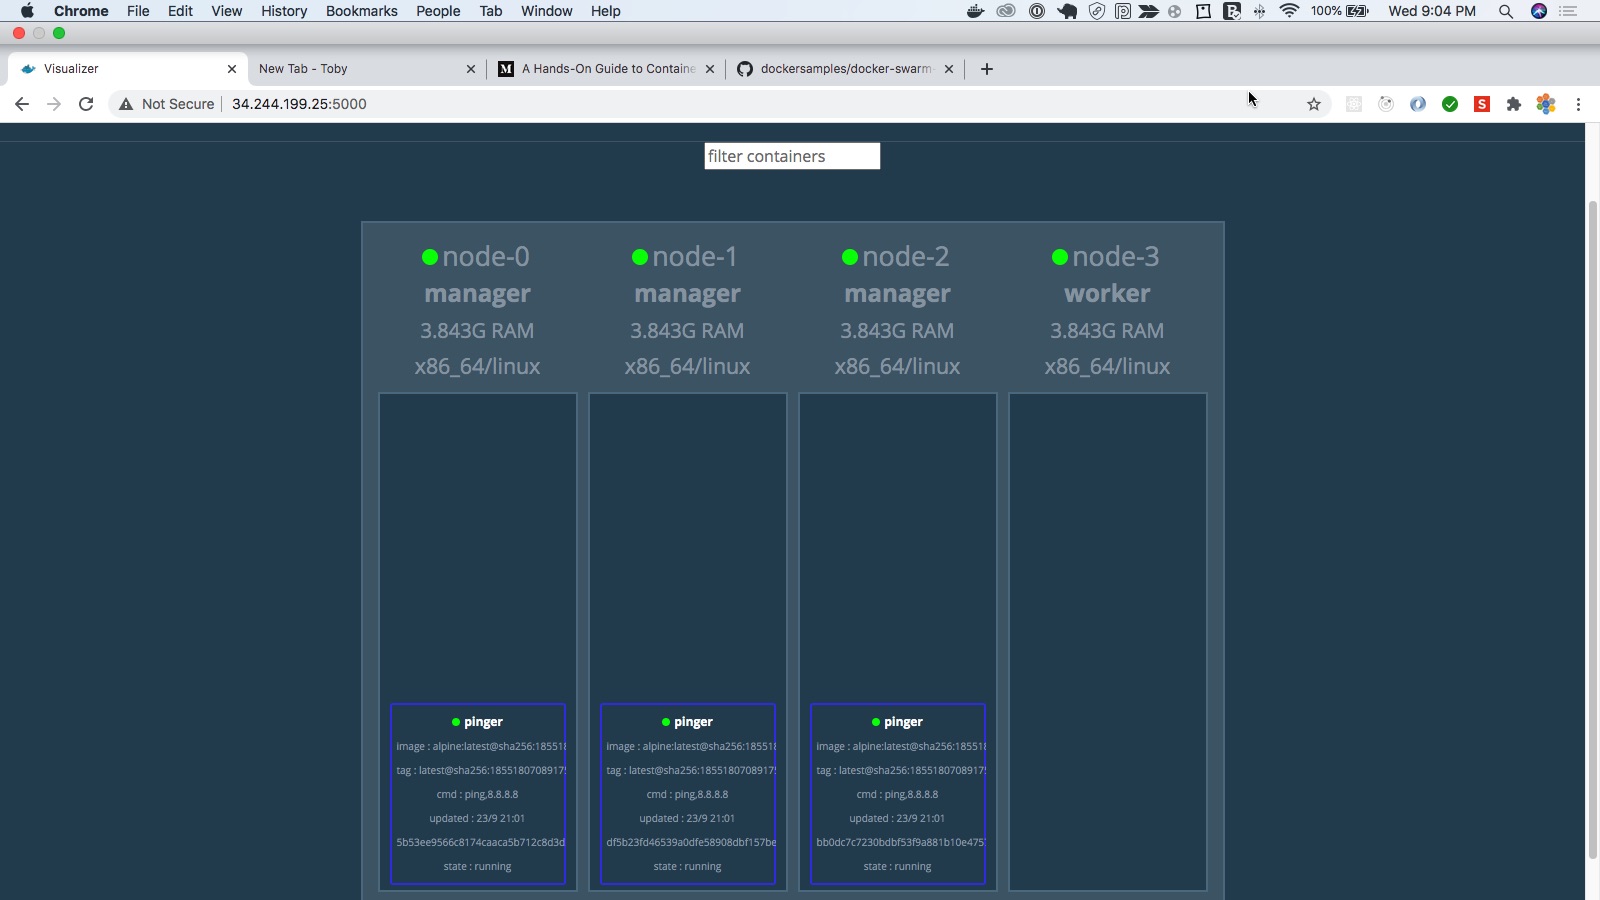 Chrome File Edit View History Bookmarks People Tab Window Help 100% Wed 9:04 PM
Visualizer New Tab - Toby A Hands-On Guide to Containe dockersamples/docker-swarm-
Not Secure 34.244.199.25:5000
filter containers
node-0 node-1 node-2 node-3
manager manager manager worker
3.843G RAM 3.843G RAM 3.843G RAM 3.843G RAM
x86_64/linux x86_64/linux x86_64/linux x86_64/linux
pinger pinger pinger
image : alpine:latest@sha256:18551 image : alpine:latest@sha256:18551 image : alpine:latest@sha256:18551
tag : latest@sha256:1855180708917 tag : latest@sha256:1855180708917 tag : latest@sha256:1855180708917
cmd : ping,8.8.8.8 cmd : ping,8.8.8.8 cmd : ping,8.8.8.8
updated : 23/9 21:01 updated : 23/9 21:01 updated : 23/9 21:01
5b53ee9566c8174caaca5b712c8d3d df5b23fd46539a0dfe58908dbf157be bb0dc7c7230bdbf53f9a881b10e475
state : running state : running state : running